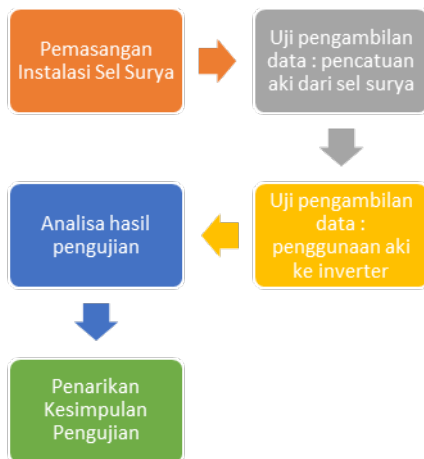 Pemasangan
Instalasi Sel Surya
Uji pengambilan
data : pencatuan
aki dari sel surya
Uji pengambilan
data :
penggunaan aki
ke inverter
Analisa hasil
pengujian
Penarikan
Kesimpulan
Pengujian